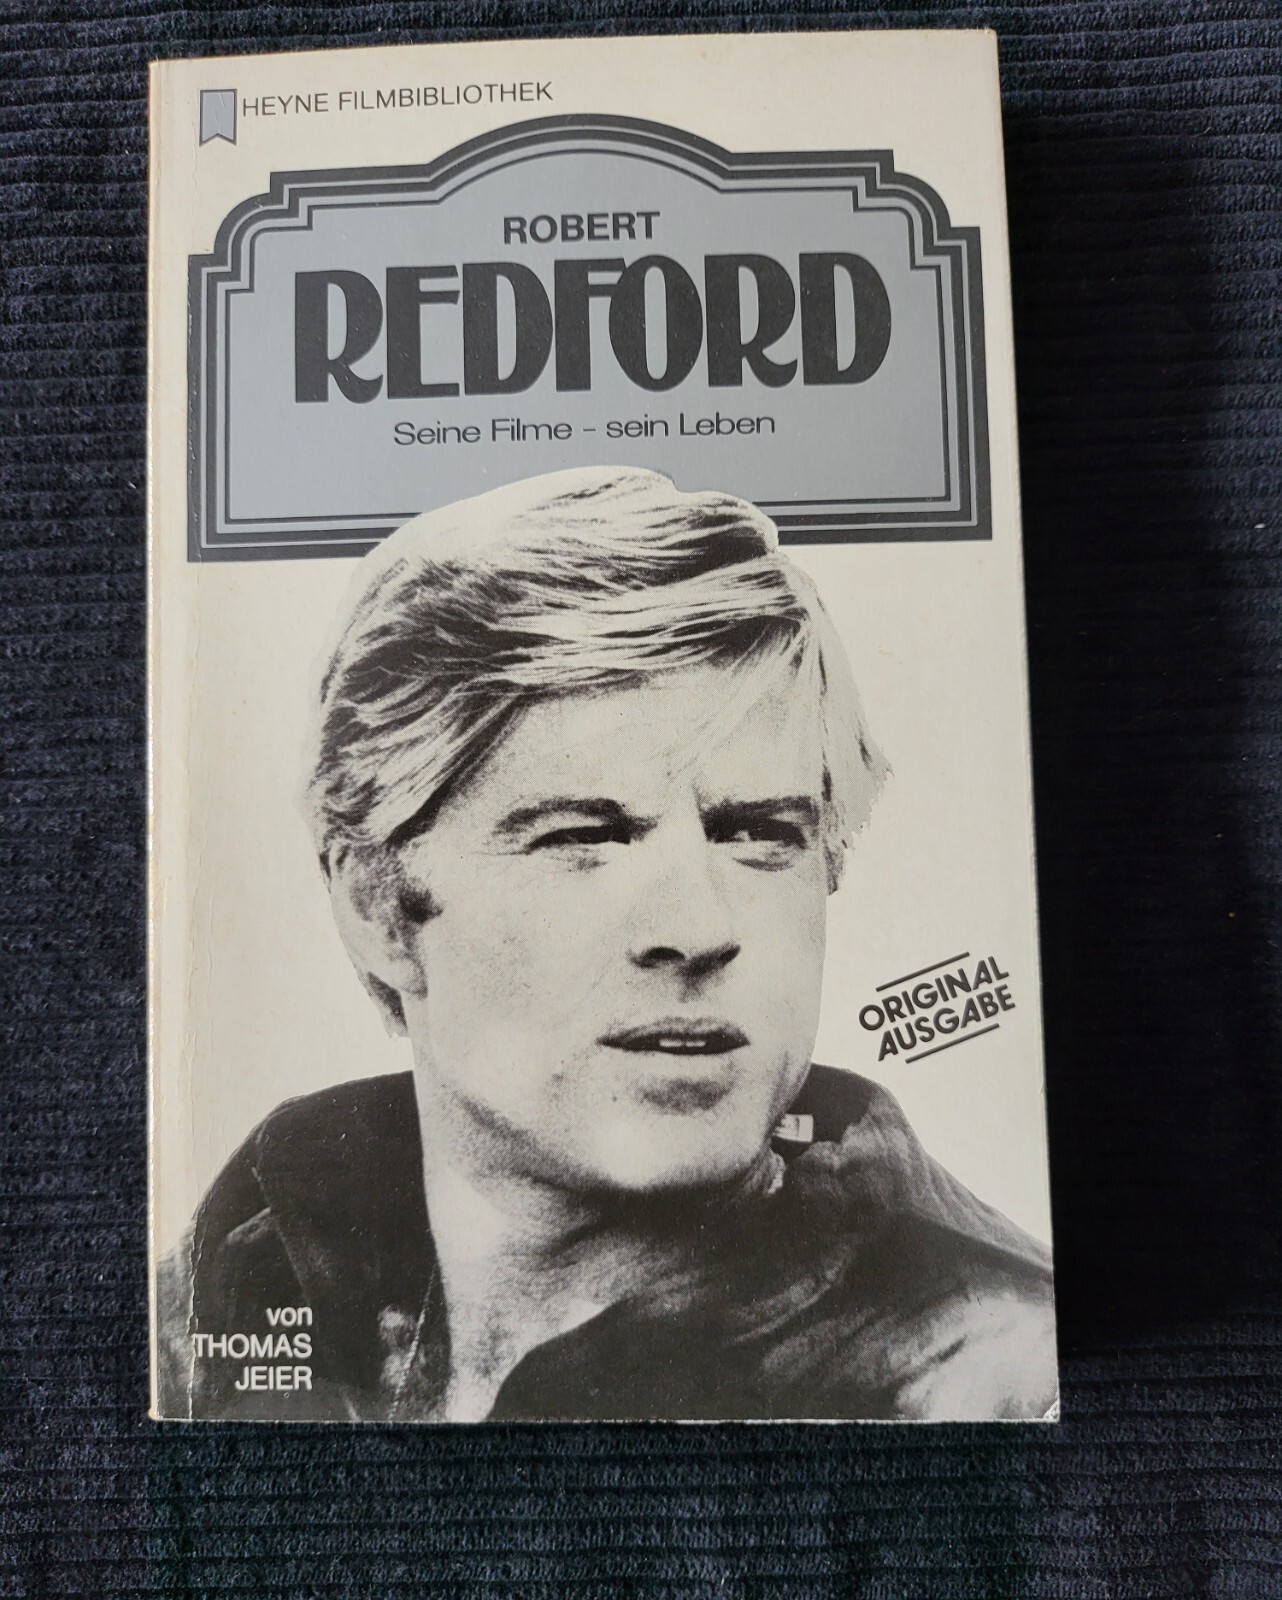 HEYNE FILMBIBLIOTHEK
ROBERT
REDFORD
Seine Filme - sein Leben
ORIGINAL
AUSGABE
von
THOMAS
JEIER